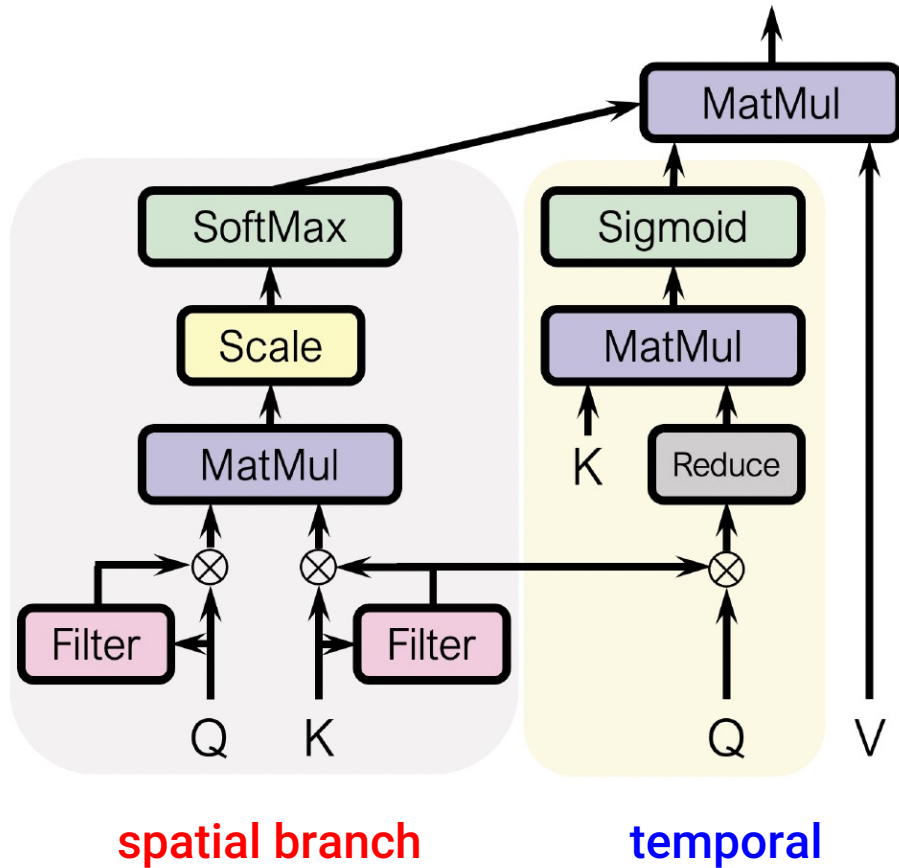 MatMul
SoftMax
Sigmoid
Scale
MatMul
MatMul
K
Reduce
Filter
Filter
Q
K
Q
V
spatial branch
temporal